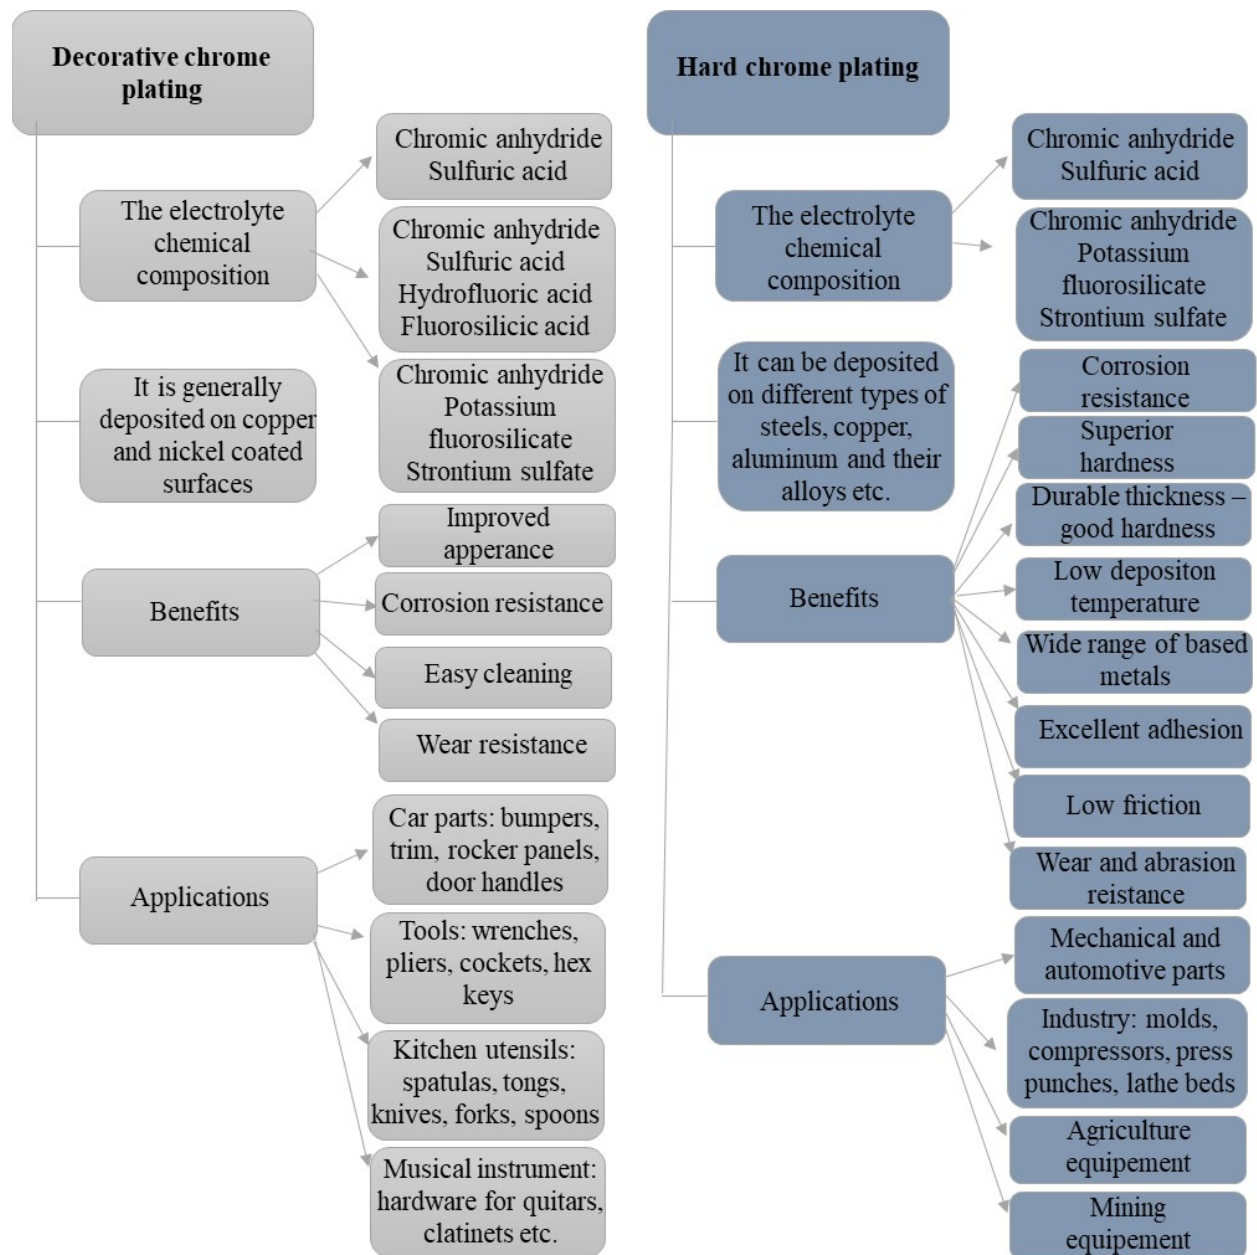 Decorative chrome
plating
The electrolyte
chemical
composition
Chromic anhydride
Sulfuric acid
Chromic anhydride
Sulfuric acid
Hydrofluoric acid
Fluorosilicic acid
Chromic anhydride
Potassium
fluorosilicate
Strontium sulfate
It is generally
deposited on copper
and nickel coated
surfaces
Benefits
Improved
apperance
Corrosion resistance
Easy cleaning
Wear resistance
Applications
Car parts: bumpers,
trim, rocker panels,
door handles
Tools: wrenches,
pliers, cockets, hex
keys
Kitchen utensils:
spatulas, tongs,
knives, forks, spoons
Musical instrument:
hardware for quitars,
clatinets etc.
Hard chrome plating
The electrolyte
chemical
composition
Chromic anhydride
Sulfuric acid
Chromic anhydride
Potassium
fluorosilicate
Strontium sulfate
It can be deposited
on different types of
steels, copper,
aluminum and their
alloys etc.
Benefits
Corrosion
resistance
Superior
hardness
Durable thickness –
good hardness
Low depositon
temperature
Wide range of based
metals
Excellent adhesion
Low friction
Wear and abrasion
reistance
Applications
Mechanical and
automotive parts
Industry: molds,
compressors, press
punches, lathe beds
Agriculture
equipement
Mining
equipement